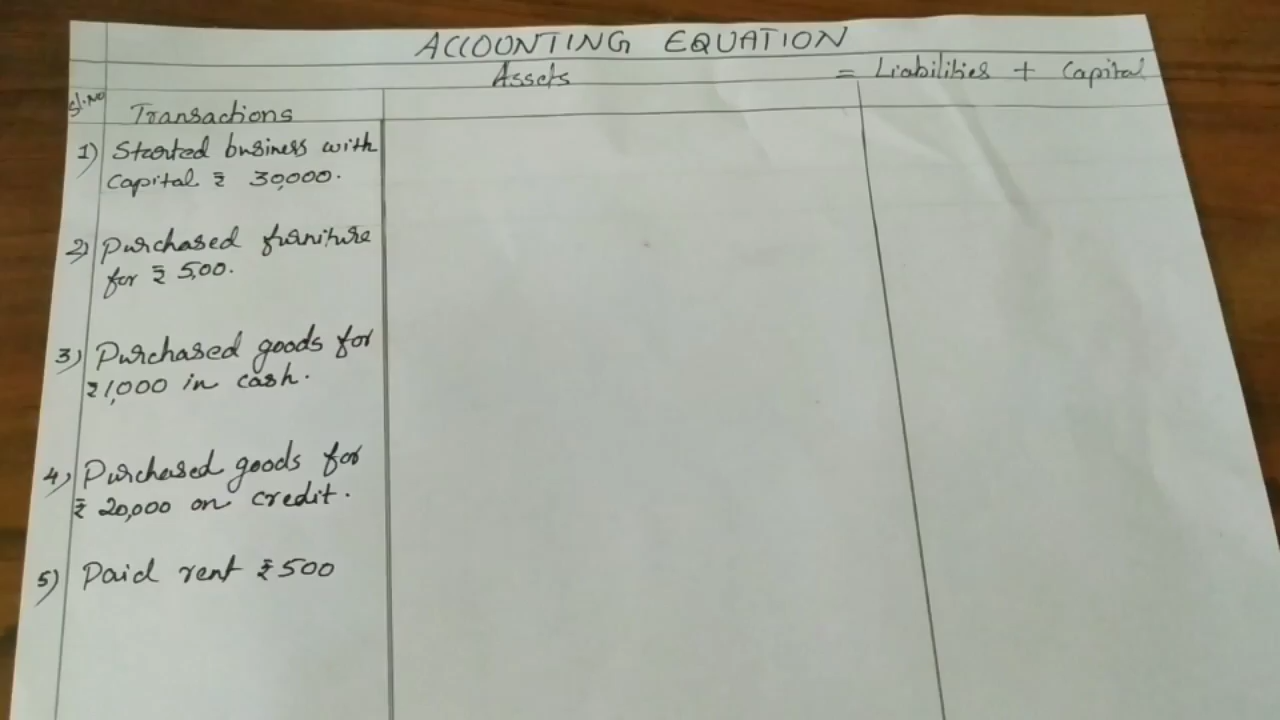 ACCOUNTING EQUATION
Assets = Liabilities + Capital
Sl.No Transactions
1) Started business with
Capital ₹ 30,000.
2) Purchased furniture
for ₹ 5,00.
3) Purchased goods for
₹1,000 in cash.
4) Purchased goods for
₹ 20,000 on credit.
5) Paid rent ₹500